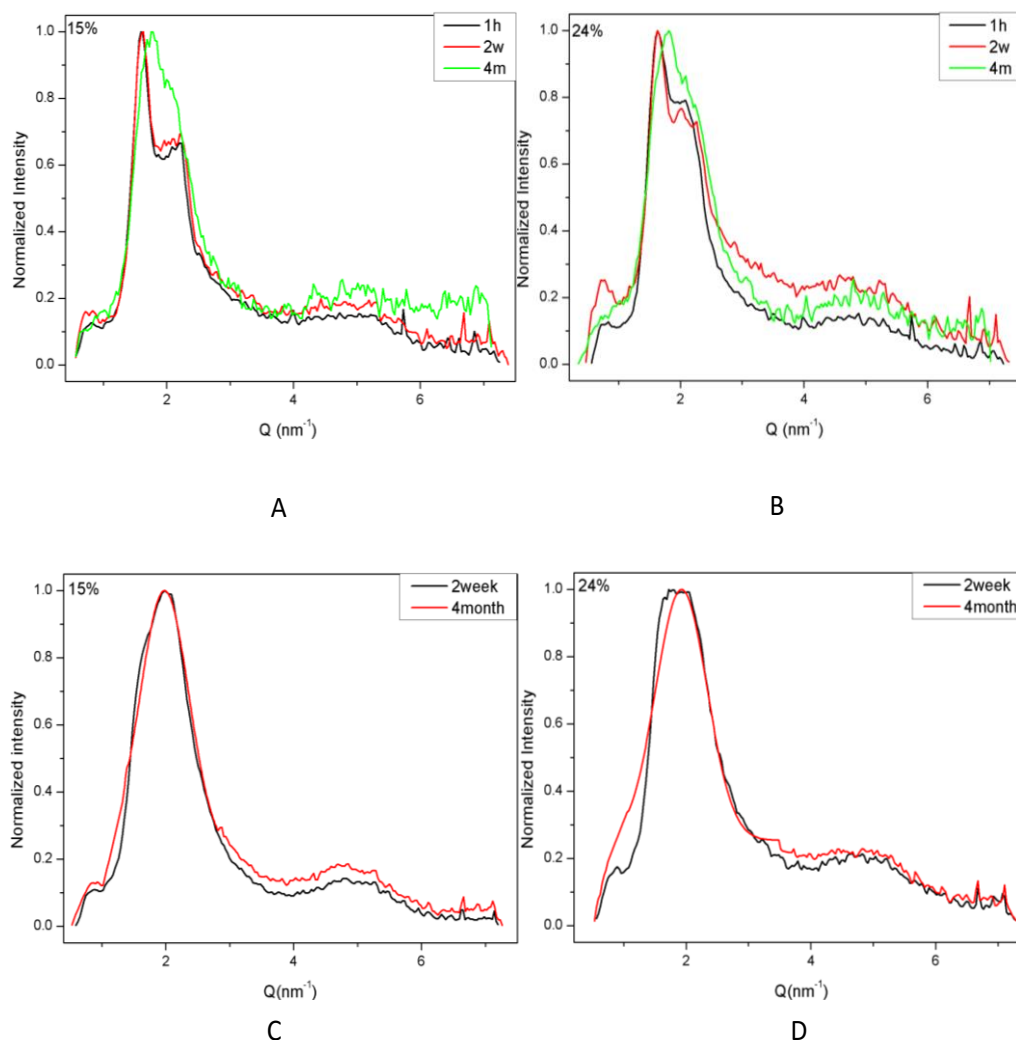 15%
1h
2w
4m
Normalized Intensity
1.0
0.8
0.6
0.4
0.2
0.0
2
4
6
Q (nm⁻¹)
A
24%
1h
2w
4m
Normalized Intensity
1.0
0.8
0.6
0.4
0.2
0.0
2
4
6
Q (nm⁻¹)
B
15%
2week
4month
Normalized intensity
1.0
0.8
0.6
0.4
0.2
0.0
2
4
6
Q(nm⁻¹)
C
24%
2week
4month
Normalized Intensity
1.0
0.8
0.6
0.4
0.2
0.0
2
4
6
Q(nm⁻¹)
D